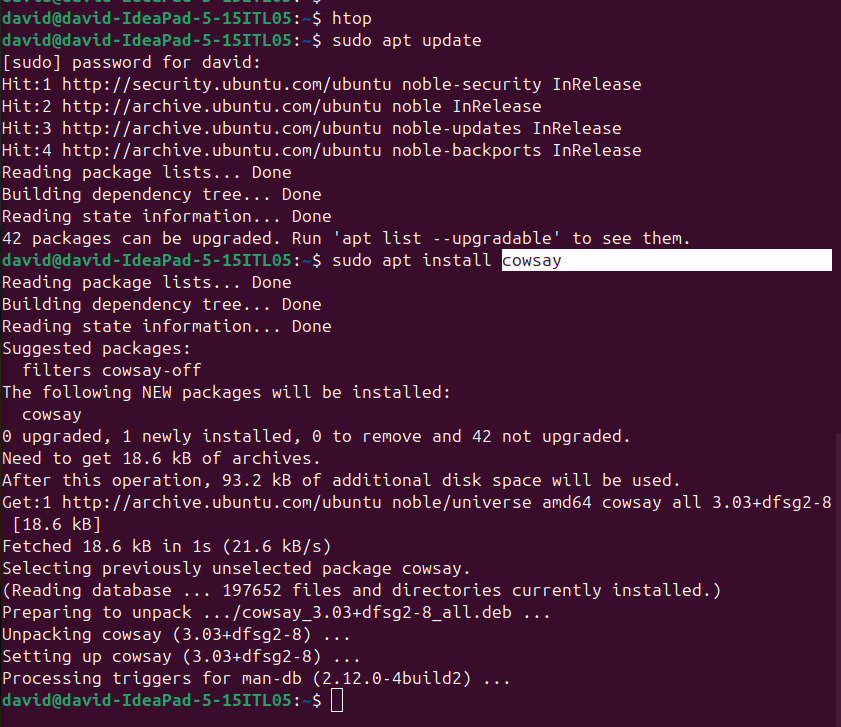 david@david-IdeaPad-5-15ITL05:~$ htop
david@david-IdeaPad-5-15ITL05:~$ sudo apt update
[sudo] password for david:
Hit:1 http://security.ubuntu.com/ubuntu noble-security InRelease
Hit:2 http://archive.ubuntu.com/ubuntu noble InRelease
Hit:3 http://archive.ubuntu.com/ubuntu noble-updates InRelease
Hit:4 http://archive.ubuntu.com/ubuntu noble-backports InRelease
Reading package lists... Done
Building dependency tree... Done
Reading state information... Done
42 packages can be upgraded. Run 'apt list --upgradable' to see them.
david@david-IdeaPad-5-15ITL05:~$ sudo apt install cowsay
Reading package lists... Done
Building dependency tree... Done
Reading state information... Done
Suggested packages:
  filters cowsay-off
The following NEW packages will be installed:
  cowsay
0 upgraded, 1 newly installed, 0 to remove and 42 not upgraded.
Need to get 18.6 kB of archives.
After this operation, 93.2 kB of additional disk space will be used.
Get:1 http://archive.ubuntu.com/ubuntu noble/universe amd64 cowsay all 3.03+dfsg2-8
 [18.6 kB]
Fetched 18.6 kB in 1s (21.6 kB/s)
Selecting previously unselected package cowsay.
(Reading database ... 197652 files and directories currently installed.)
Preparing to unpack .../cowsay_3.03+dfsg2-8_all.deb ...
Unpacking cowsay (3.03+dfsg2-8) ...
Setting up cowsay (3.03+dfsg2-8) ...
Processing triggers for man-db (2.12.0-4build2) ...
david@david-IdeaPad-5-15ITL05:~$